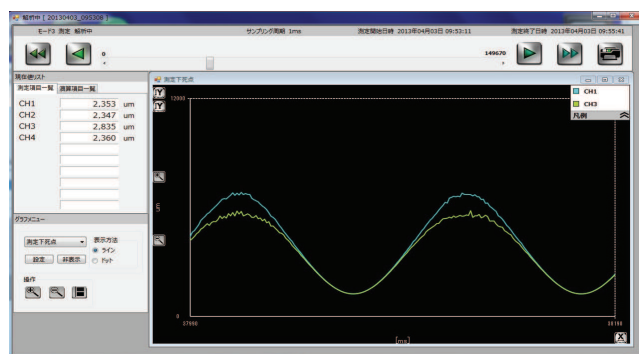 解析中 [ 20130403_095308 ]
モード3 測定 解析中 サンプリング周期 1ms 測定開始日時 2013年04月03日 09:53:11 測定終了日時 2013年04月03日 09:55:41
0 149670
現在値リスト
測定項目一覧 演算項目一覧
CH1 2,353 um
CH2 2,347 um
CH3 2,835 um
CH4 2,360 um
グラフメニュー
測定下死点
表示方法
ライン
ドット
設定 非表示
操作
測定下死点
12000
um
0
37998
38198
[ms]
CH1
CH3
凡例